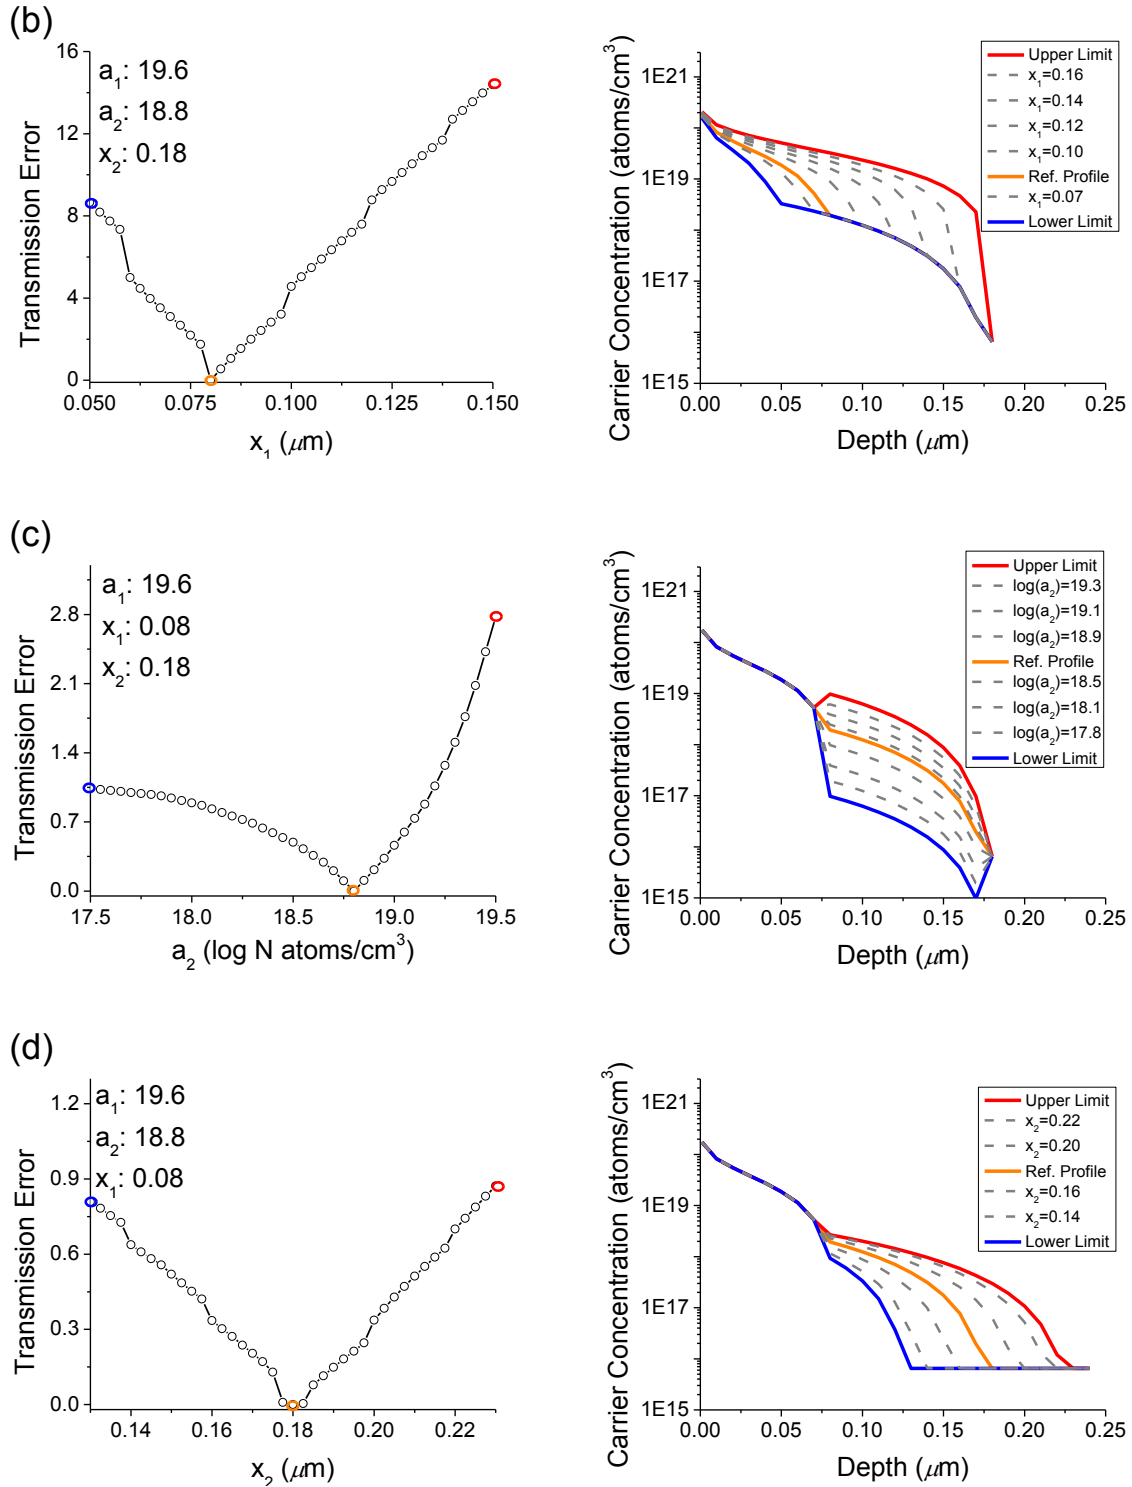 (b)
16
12
8
4
0
Transmission Error
a1: 19.6
a2: 18.8
x2: 0.18
0.050 0.075 0.100 0.125 0.150
x1 (μm)
Carrier Concentration (atoms/cm3)
1E21
1E19
1E17
1E15
Upper Limit
x1=0.16
x1=0.14
x1=0.12
x1=0.10
Ref. Profile
x1=0.07
Lower Limit
0.00 0.05 0.10 0.15 0.20 0.25
Depth (μm)
(c)
2.8
2.1
1.4
0.7
0.0
Transmission Error
a1: 19.6
x1: 0.08
x2: 0.18
17.5 18.0 18.5 19.0 19.5
a2 (log N atoms/cm3)
Carrier Concentration (atoms/cm3)
1E21
1E19
1E17
1E15
Upper Limit
log(a2)=19.3
log(a2)=19.1
log(a2)=18.9
Ref. Profile
log(a2)=18.5
log(a2)=18.1
log(a2)=17.8
Lower Limit
0.00 0.05 0.10 0.15 0.20 0.25
Depth (μm)
(d)
1.2
0.9
0.6
0.3
0.0
Transmission Error
a1: 19.6
a2: 18.8
x1: 0.08
0.14 0.16 0.18 0.20 0.22
x2 (μm)
Carrier Concentration (atoms/cm3)
1E21
1E19
1E17
1E15
Upper Limit
x2=0.22
x2=0.20
Ref. Profile
x2=0.16
x2=0.14
Lower Limit
0.00 0.05 0.10 0.15 0.20 0.25
Depth (μm)